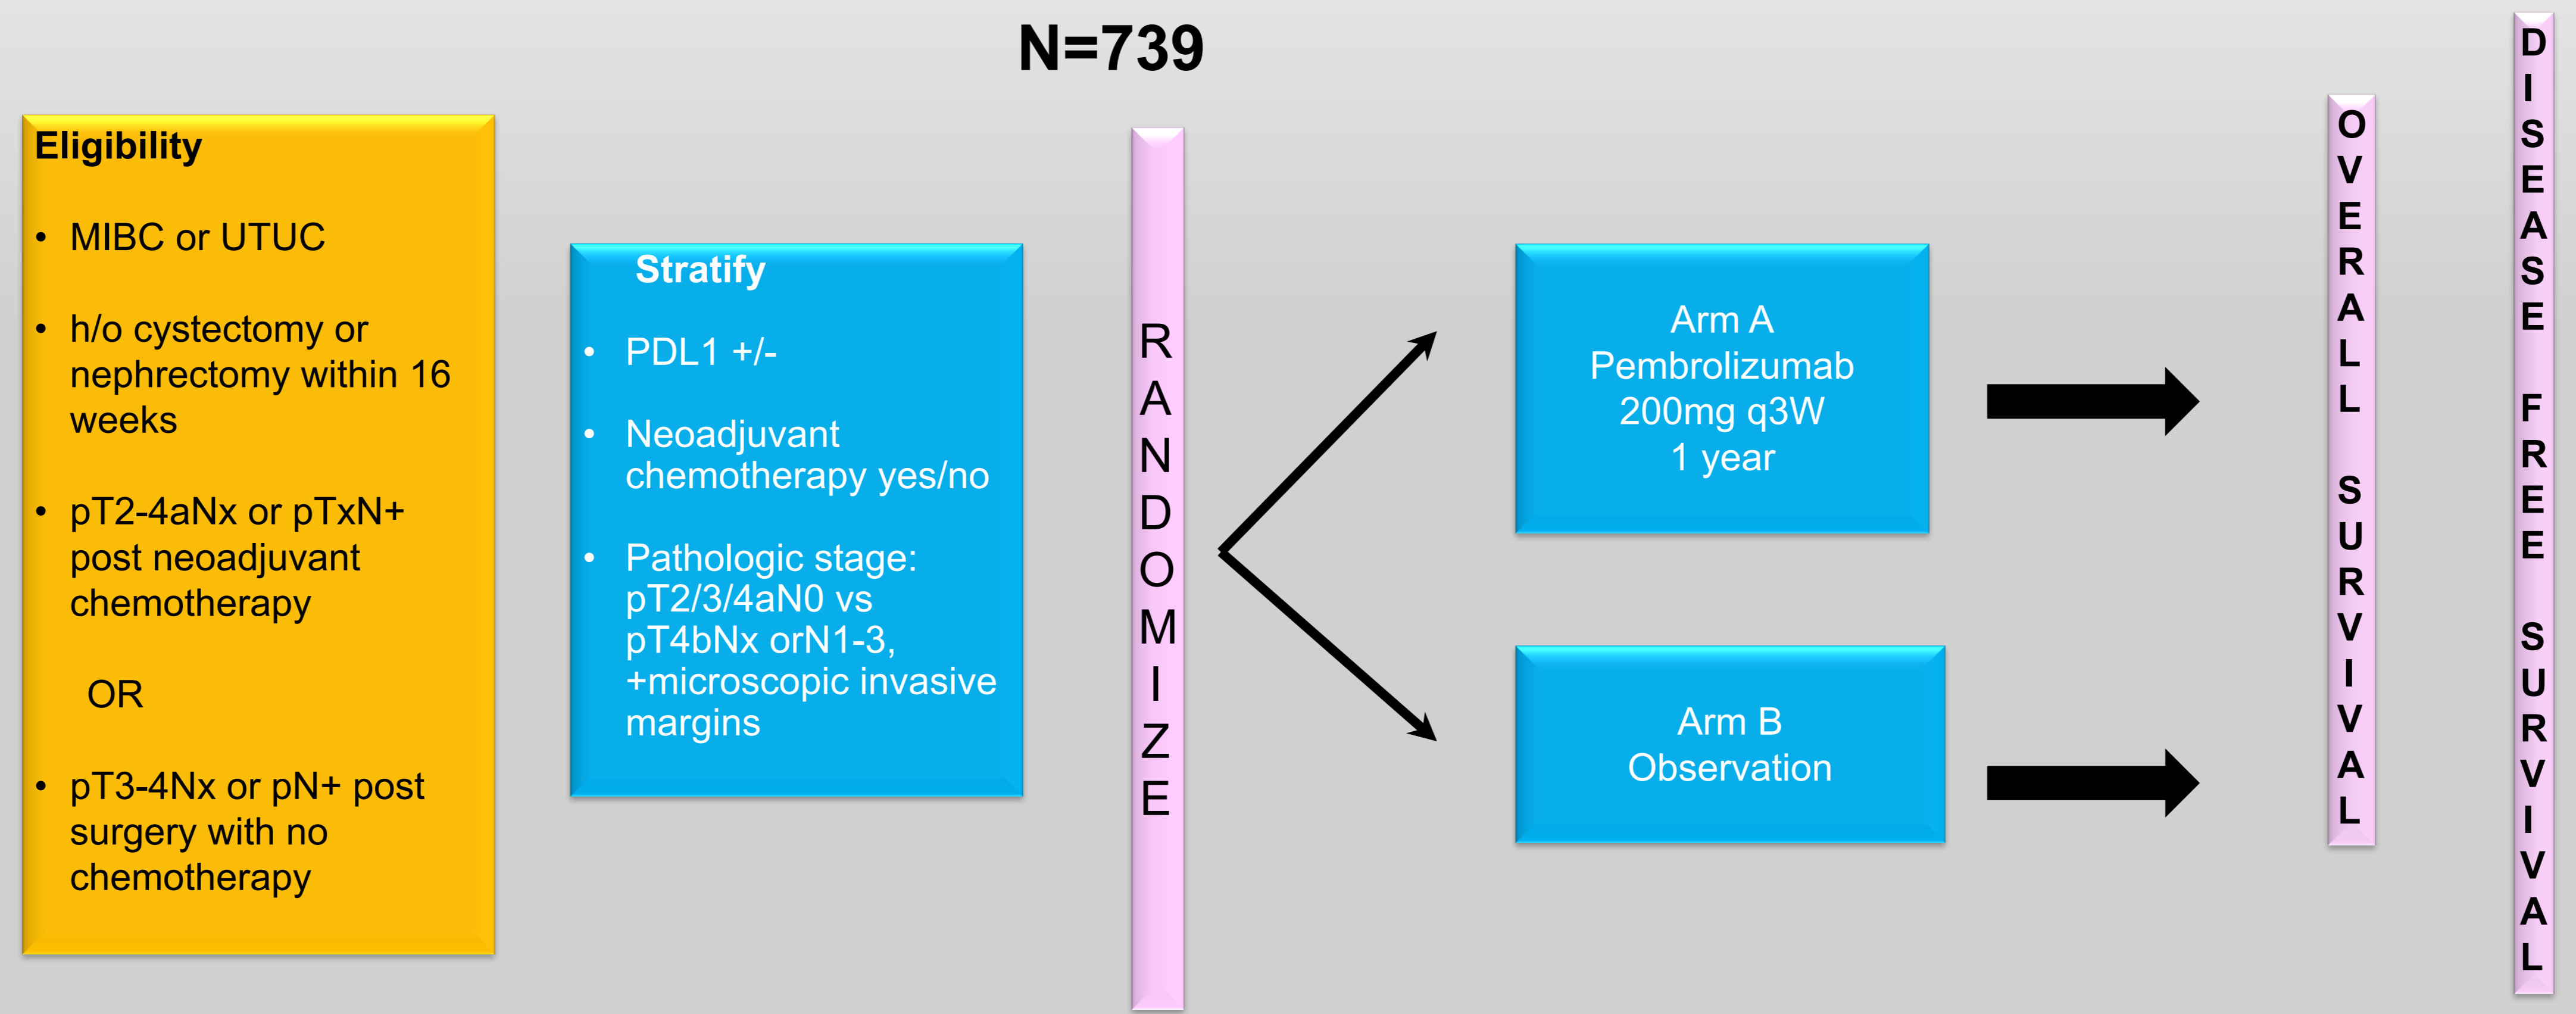 N=739
Eligibility
• MIBC or UTUC
• h/o cystectomy or
nephrectomy within 16
weeks
• pT2-4aNx or pTxN+
post neoadjuvant
chemotherapy
OR
• pT3-4Nx or pN+ post
surgery with no
chemotherapy
Stratify
• PDL1 +/-
• Neoadjuvant
chemotherapy yes/no
• Pathologic stage:
pT2/3/4aN0 vs
pT4bNx orN1-3,
+microscopic invasive
margins
RANDOMIZE
Arm A
Pembrolizumab
200mg q3W
1 year
Arm B
Observation
OVERALL SURVIVAL
DISEASE FREE SURVIVAL